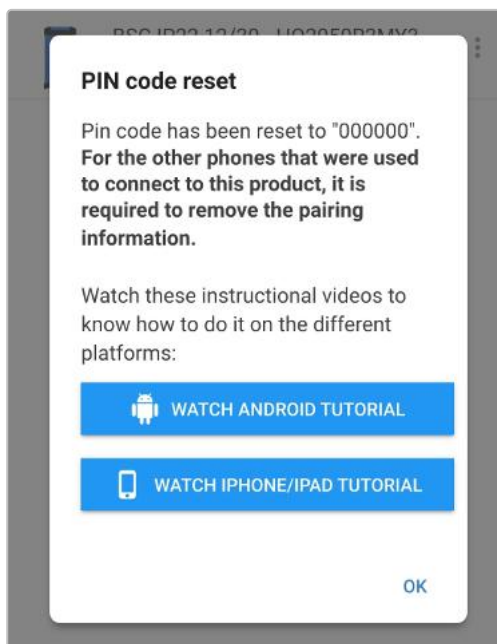 PIN code reset
Pin code has been reset to "000000".
For the other phones that were used
to connect to this product, it is
required to remove the pairing
information.
Watch these instructional videos to
know how to do it on the different
platforms:
WATCH ANDROID TUTORIAL
WATCH IPHONE/IPAD TUTORIAL
OK